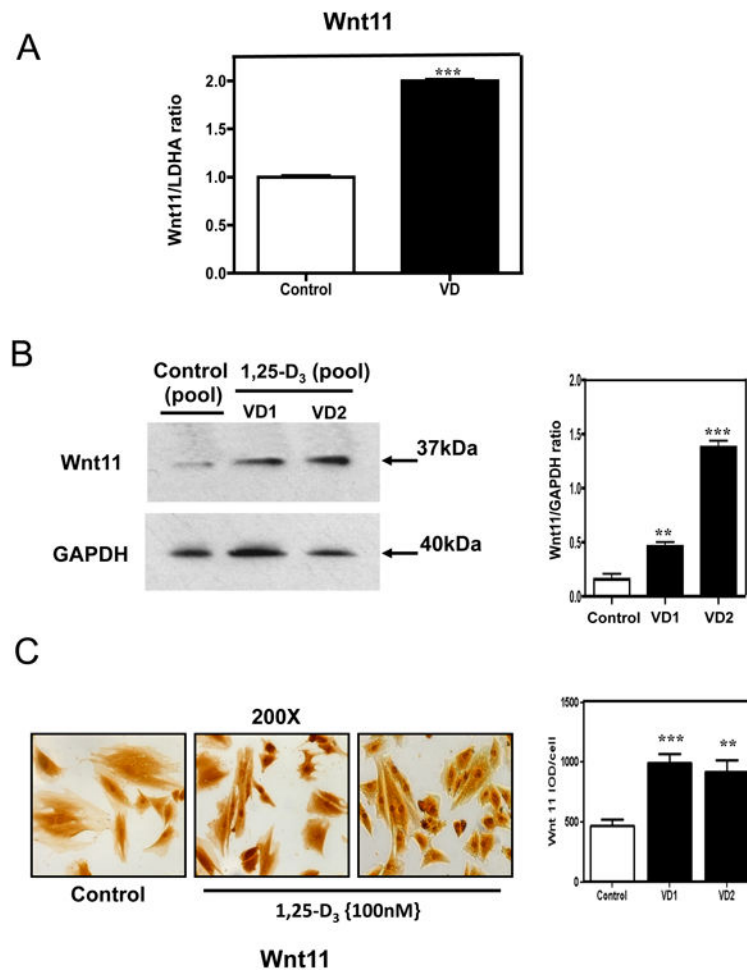 Wnt11
A
Wnt11/LDHA ratio
2.0
1.5
1.0
0.5
0.0
***
Control
VD
B
Control
(pool)
1,25-D₃ (pool)
VD1
VD2
Wnt11
37kDa
GAPDH
40kDa
Wnt11/GAPDH ratio
2.0
1.5
1.0
0.5
0.0
**
***
Control
VD1
VD2
C
200X
Control
1,25-D₃ {100nM}
Wnt11
Wnt 11 IOD/cell
1500
1000
500
0
***
**
Control
VD1
VD2